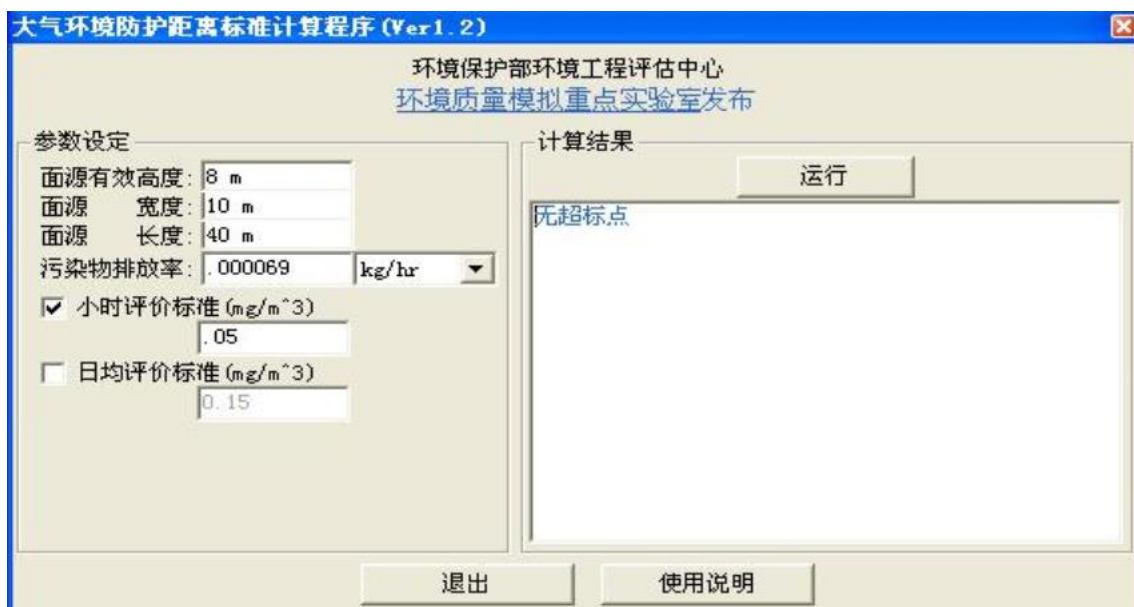 大气环境防护距离标准计算程序(Ver1.2)
环境保护部环境工程评估中心
环境质量模拟重点实验室发布
参数设定
面源有效高度: 8 m
面源 宽度: 10 m
面源 长度: 40 m
污染物排放率: .000069 kg/hr
小时评价标准(mg/m^3)
.05
日均评价标准(mg/m^3)
0.15
计算结果
运行
无超标点
退出
使用说明